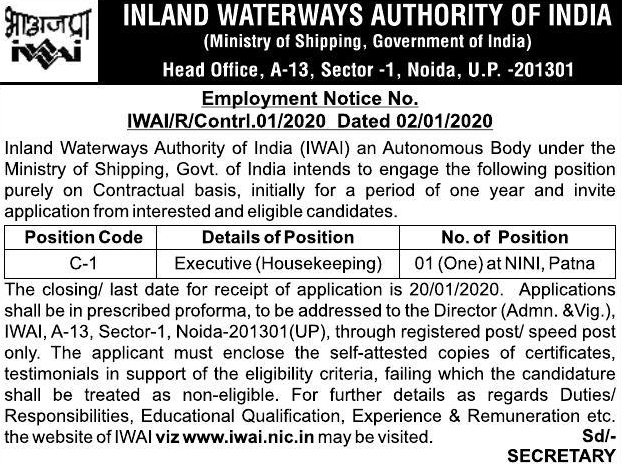 भाअजप्रा
IWAI
INLAND WATERWAYS AUTHORITY OF INDIA
(Ministry of Shipping, Government of India)
Head Office, A-13, Sector -1, Noida, U.P. -201301
Employment Notice No.
IWAI/R/Contrl.01/2020 Dated 02/01/2020
Inland Waterways Authority of India (IWAI) an Autonomous Body under the
Ministry of Shipping, Govt. of India intends to engage the following position
purely on Contractual basis, initially for a period of one year and invite
application from interested and eligible candidates.
Position Code Details of Position No. of Position
C-1 Executive (Housekeeping) 01 (One) at NINI, Patna
The closing/ last date for receipt of application is 20/01/2020. Applications
shall be in prescribed proforma, to be addressed to the Director (Admn. &Vig.),
IWAI, A-13, Sector-1, Noida-201301(UP), through registered post/ speed post
only. The applicant must enclose the self-attested copies of certificates,
testimonials in support of the eligibility criteria, failing which the candidature
shall be treated as non-eligible. For further details as regards Duties/
Responsibilities, Educational Qualification, Experience & Remuneration etc.
the website of IWAI viz www.iwai.nic.in may be visited. Sd/-
SECRETARY